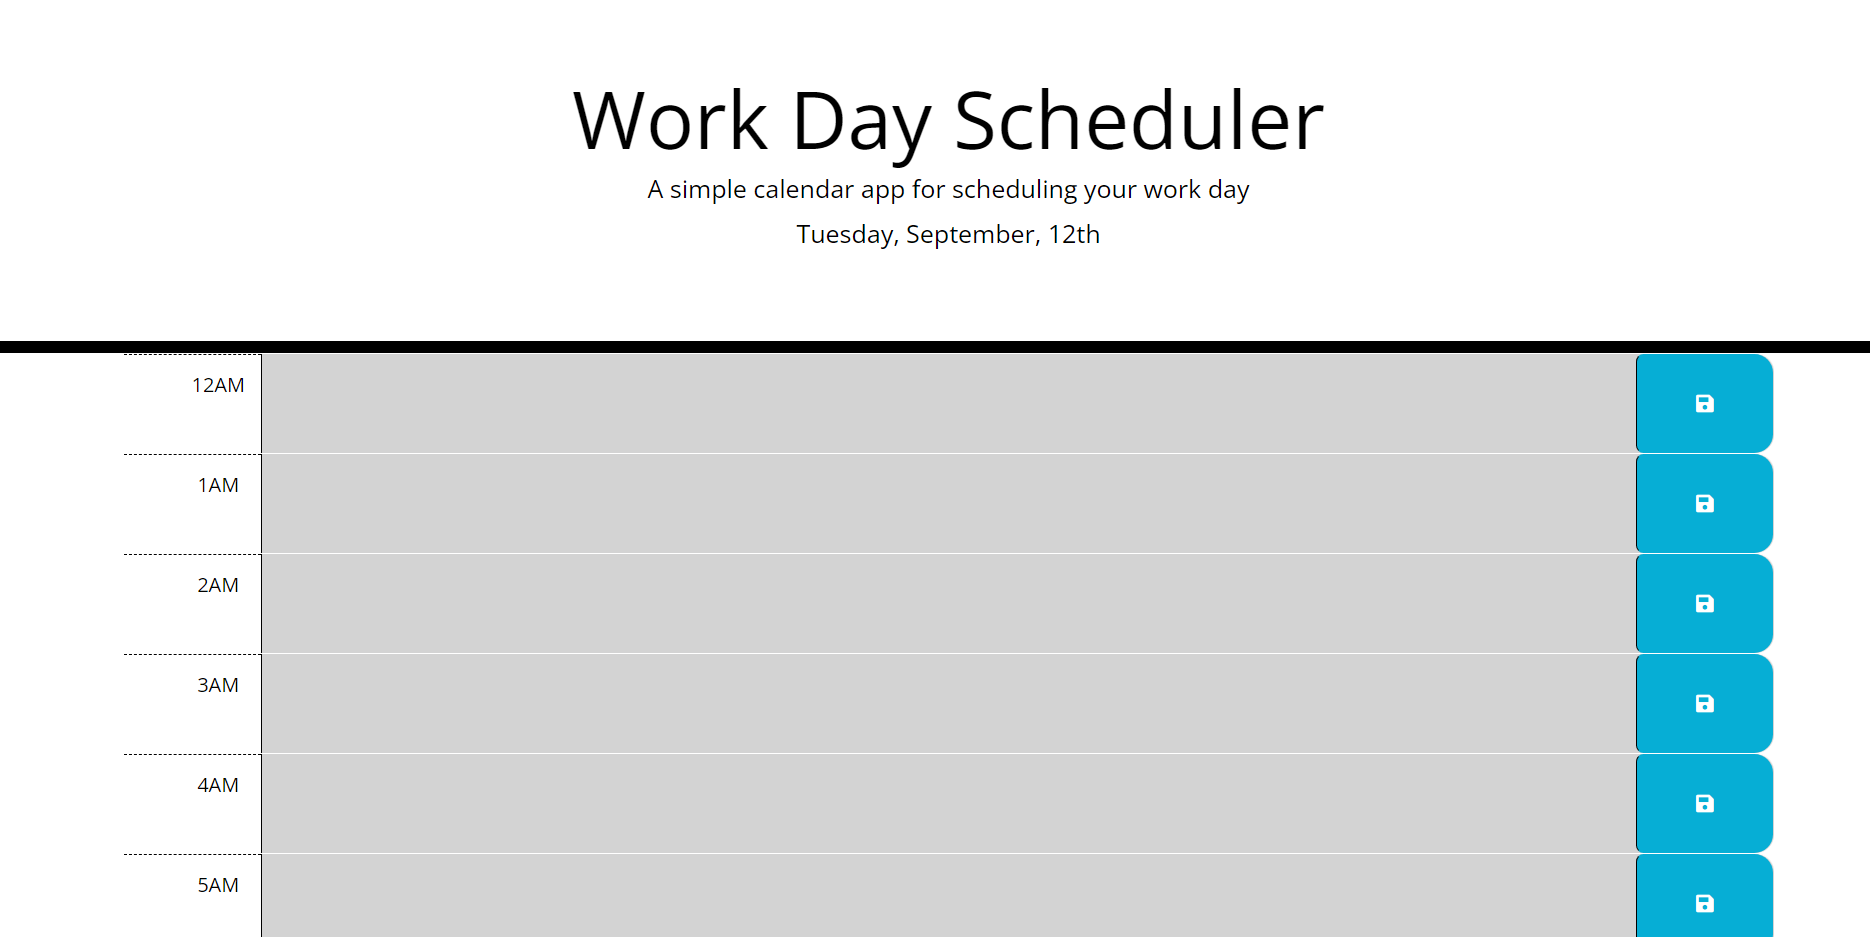 Work Day Scheduler
A simple calendar app for scheduling your work day
Tuesday, September, 12th
12AM
1AM
2AM
3AM
4AM
5AM